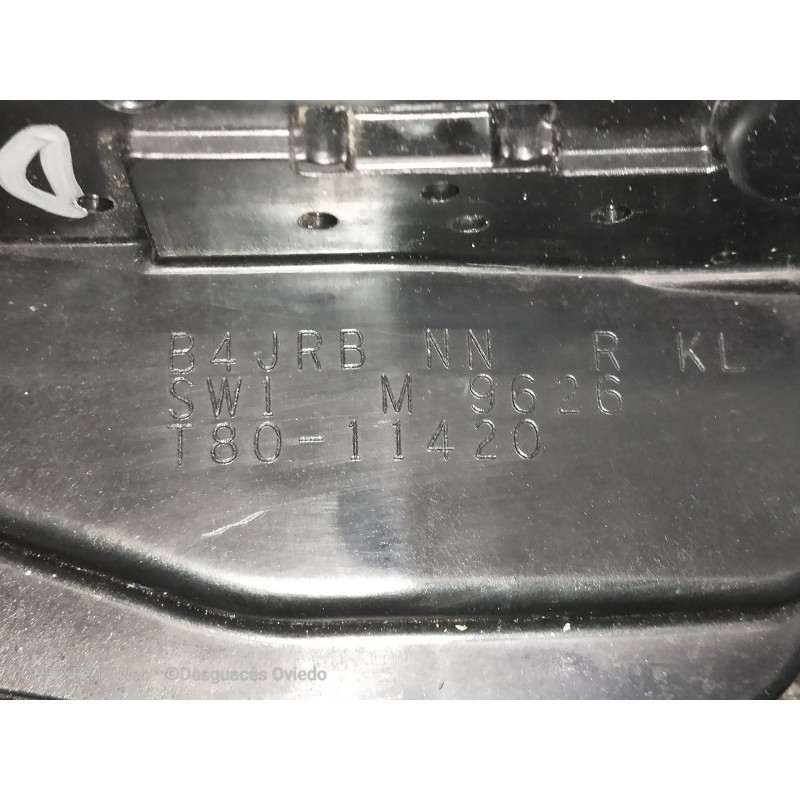 B4JRB NN R KL
SW1 M 9626
T80-11420
©Desguaces Oviedo